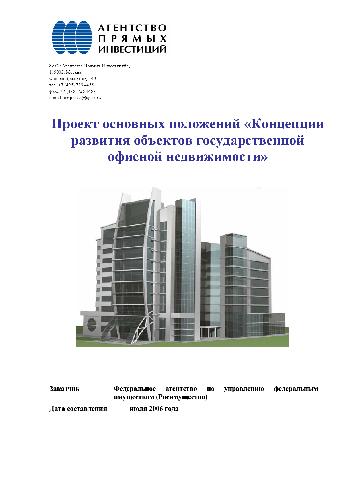 АГЕНТСТВО
ПРЯМЫХ
ИНВЕСТИЦИЙ
Проект основных положений «Концепции
развития объектов государственной
офисной недвижимости»
Заказчик Федеральное агентство по управлению федеральным
имуществом (Росимущество)
Дата составления июля 2006 года